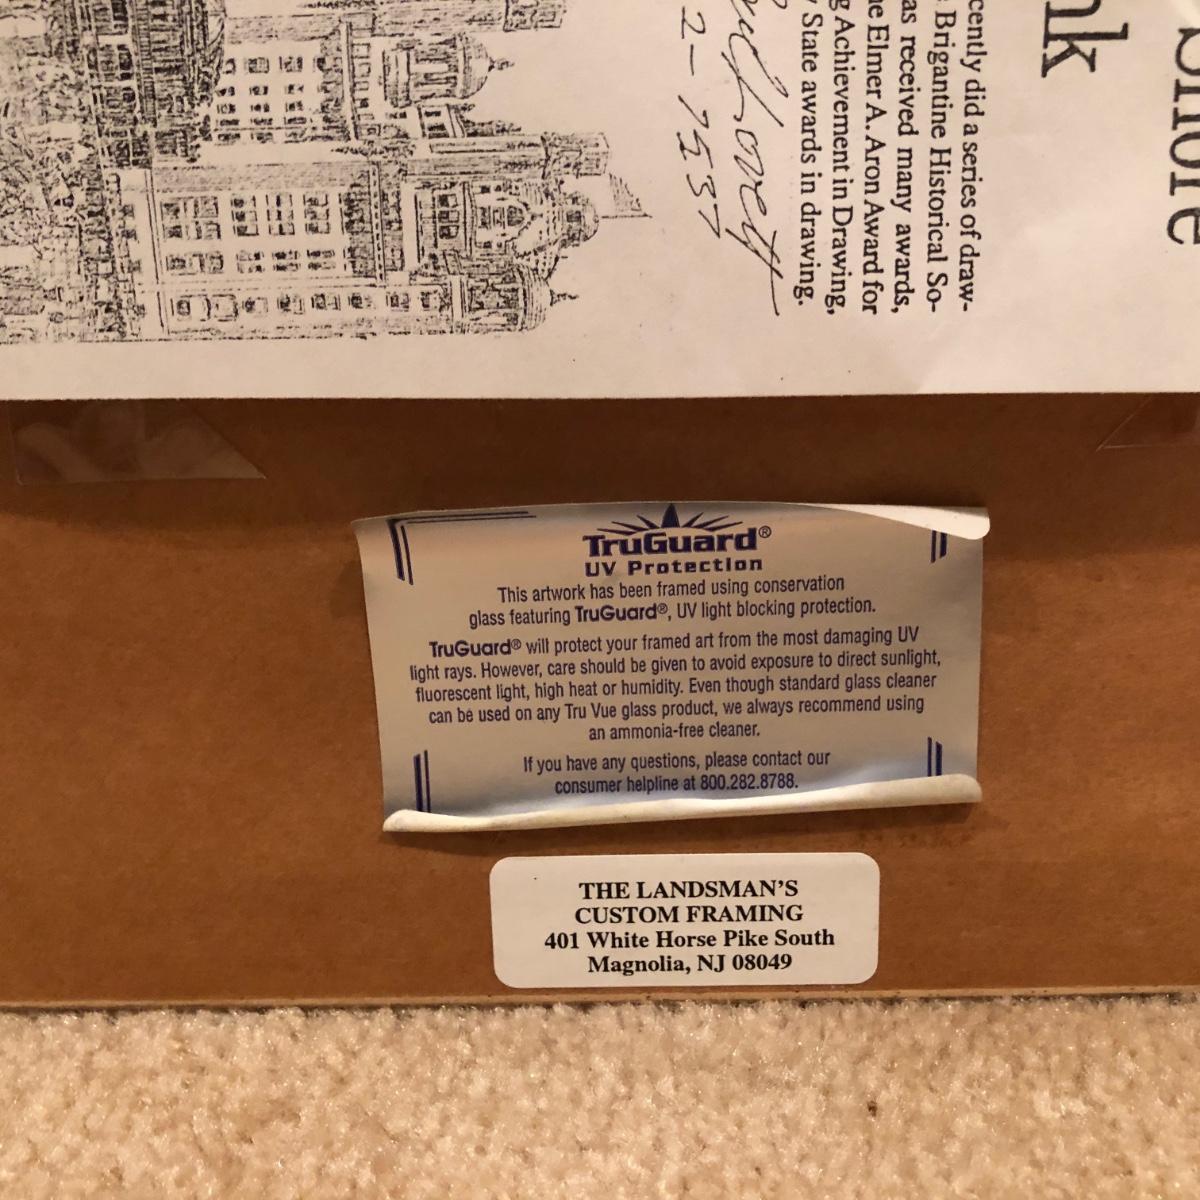 Shore
nk
cently did a series of draw-
Brigantine Historical So-
as received many awards,
e Elmer A. Aron Award for
g Achievement in Drawing,
State awards in drawing.
Lovett
2-7537
TruGuard®
UV Protection
This artwork has been framed using conservation
glass featuring TruGuard®, UV light blocking protection.
TruGuard® will protect your framed art from the most damaging UV
light rays. However, care should be given to avoid exposure to direct sunlight,
fluorescent light, high heat or humidity. Even though standard glass cleaner
can be used on any Tru Vue glass product, we always recommend using
an ammonia-free cleaner.
If you have any questions, please contact our
consumer helpline at 800.282.8788.
THE LANDSMAN'S
CUSTOM FRAMING
401 White Horse Pike South
Magnolia, NJ 08049